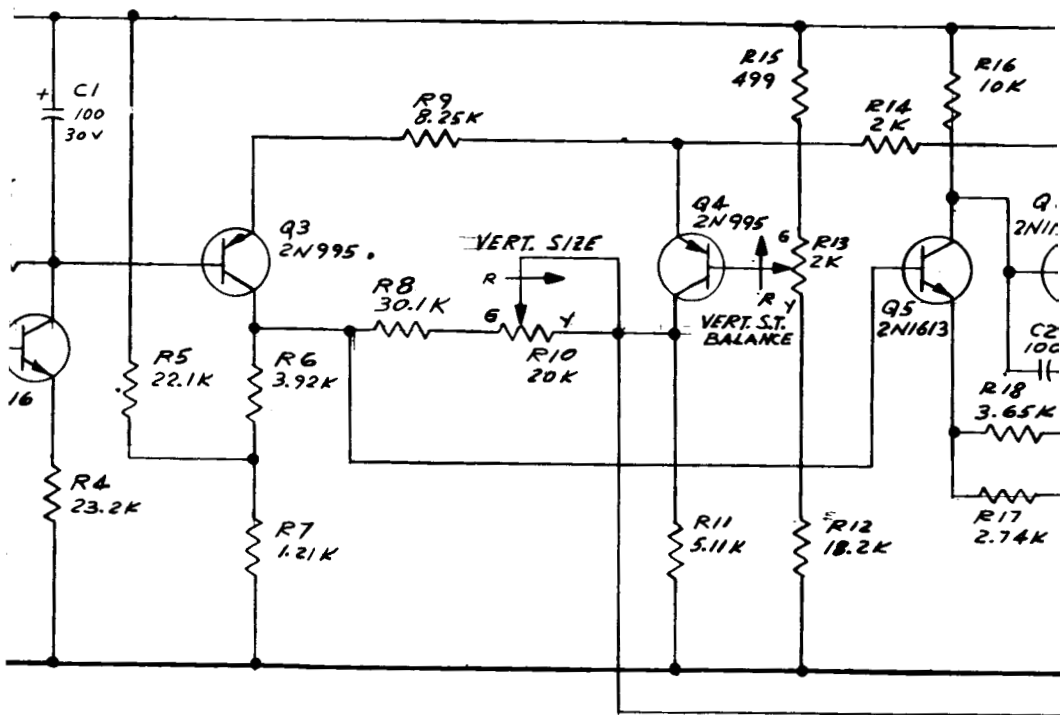 R15
499
R16
10K
+ C1
100
30V
R9
8.25K
R14
2K
Q3
2N995
Q4
2N995
VERT. SIZE
R
R8
30.1K
G
Y
R10
20K
G
R13
2K
R Y
VERT. S.T.
BALANCE
Q5
2N1613
C2
100
R5
22.1K
R6
3.92K
16
R18
3.65K
R4
23.2K
R7
1.21K
R11
5.11K
R12
18.2K
R17
2.74K